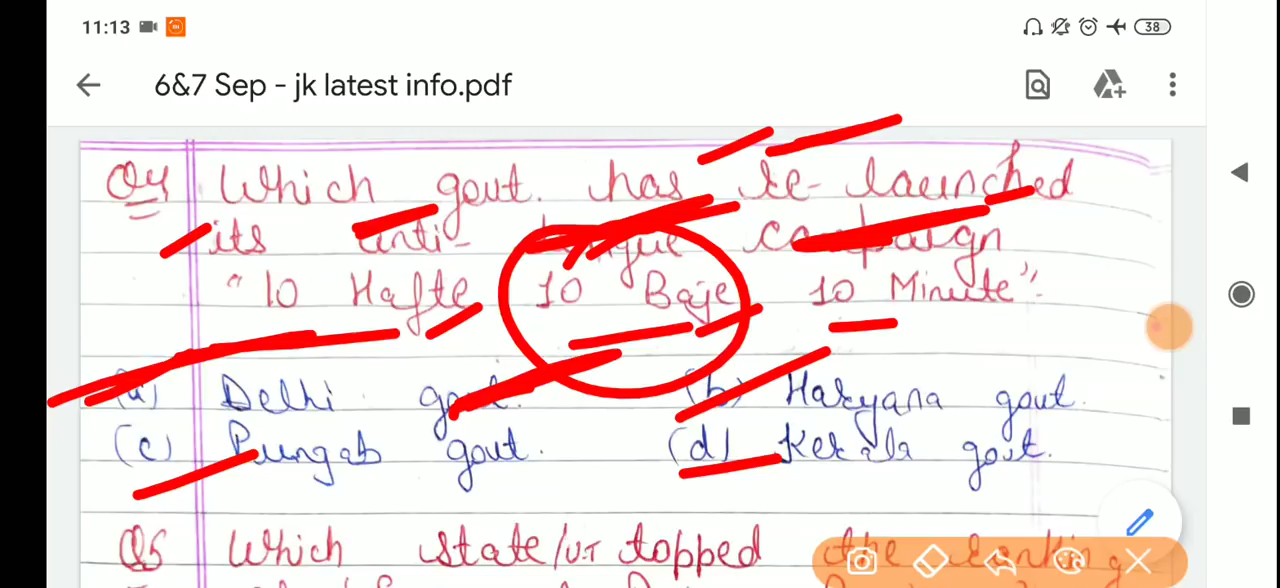 11:13 38
6&7 Sep - jk latest info.pdf
Q4 Which govt. has re-launched
its anti-dengue campaign
"10 Hafte 10 Baje 10 Minute".
(a) Delhi govt. (b) Haryana govt.
(c) Punjab govt. (d) Kerala govt.
Q5 Which state/UT topped the ranking